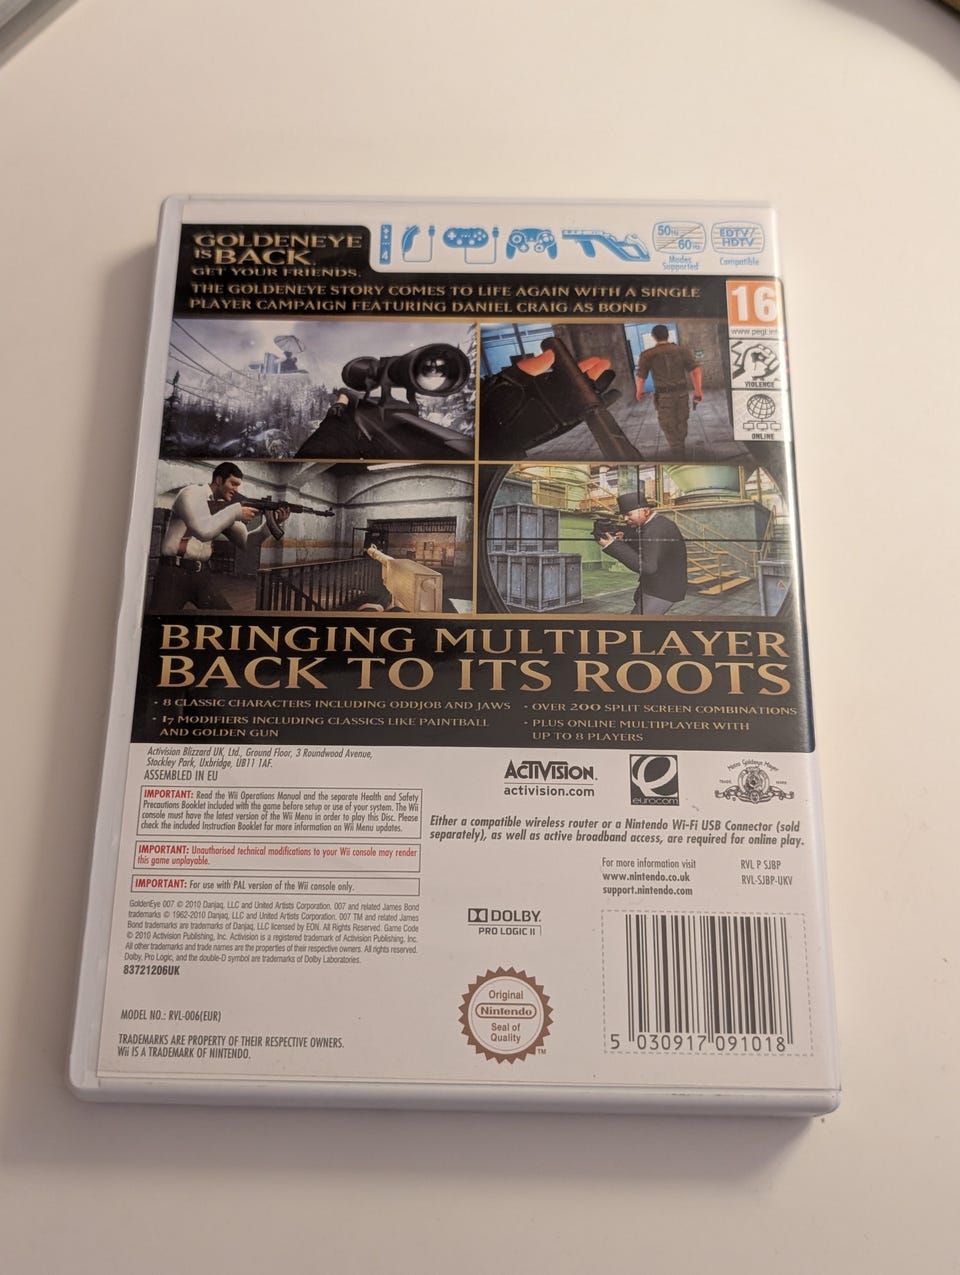 GOLDENEYE
IS BACK.
GET YOUR FRIENDS.
4
50Hz
60Hz
Modes
Supported
EDTV/
HDTV
Compatible
THE GOLDENEYE STORY COMES TO LIFE AGAIN WITH A SINGLE
PLAYER CAMPAIGN FEATURING DANIEL CRAIG AS BOND
16
www.pegi.info
VIOLENCE
ONLINE
BRINGING MULTIPLAYER
BACK TO ITS ROOTS
- 8 CLASSIC CHARACTERS INCLUDING ODDJOB AND JAWS
- 17 MODIFIERS INCLUDING CLASSICS LIKE PAINTBALL
AND GOLDEN GUN
- OVER 200 SPLIT SCREEN COMBINATIONS
- PLUS ONLINE MULTIPLAYER WITH
UP TO 8 PLAYERS
Activision Blizzard UK, Ltd., Ground Floor, 3 Roundwood Avenue,
Stockley Park, Uxbridge, UB11 1AF.
ASSEMBLED IN EU
ACTIVISION.
activision.com
eurocom
Metro Goldwyn Mayer
TRADE MARK
IMPORTANT: Read the Wii Operations Manual and the separate Health and Safety
Precautions Booklet included with the game before setup or use of your system. The Wii
console must have the latest version of the Wii Menu in order to play this Disc. Please
check the included Instruction Booklet for more information on Wii Menu updates.
IMPORTANT: Unauthorised technical modifications to your Wii console may render
this game unplayable.
IMPORTANT: For use with PAL version of the Wii console only.
Either a compatible wireless router or a Nintendo Wi-Fi USB Connector (sold
separately), as well as active broadband access, are required for online play.
For more information visit
www.nintendo.co.uk
support.nintendo.com
RVL P SJBP
RVL-SJBP-UKV
GoldenEye 007 © 2010 Danjaq, LLC and United Artists Corporation. 007 and related James Bond
trademarks © 1962-2010 Danjaq, LLC and United Artists Corporation. 007 TM and related James
Bond trademarks are trademarks of Danjaq, LLC licensed by EON. All Rights Reserved. Game Code
© 2010 Activision Publishing, Inc. Activision is a registered trademark of Activision Publishing, Inc.
All other trademarks and trade names are the properties of their respective owners. All rights reserved.
Dolby, Pro Logic, and the double-D symbol are trademarks of Dolby Laboratories.
83721206UK
DOLBY.
PRO LOGIC II
Original
Nintendo
Seal of
Quality
TM
MODEL NO.: RVL-006(EUR)
TRADEMARKS ARE PROPERTY OF THEIR RESPECTIVE OWNERS.
Wii IS A TRADEMARK OF NINTENDO.
5 030917 091018